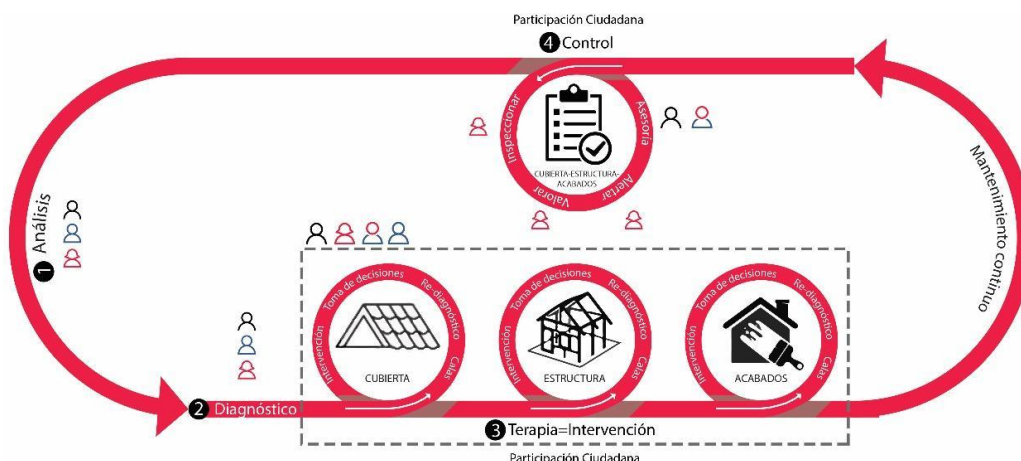 Participación Ciudadana
4 Control
Inspeccionar
Asesoría
Alertar
Valorar
CUBIERTA-ESTRUCTURA-
ACABADOS
1 Análisis
Mantenimiento continuo
2 Diagnóstico
Intervención
Toma de decisiones
Re-diagnóstico
Calas
CUBIERTA
Intervención
Toma de decisiones
Re-diagnóstico
Calas
ESTRUCTURA
Intervención
Toma de decisiones
Re-diagnóstico
Calas
ACABADOS
3 Terapia=Intervención
Participación Ciudadana